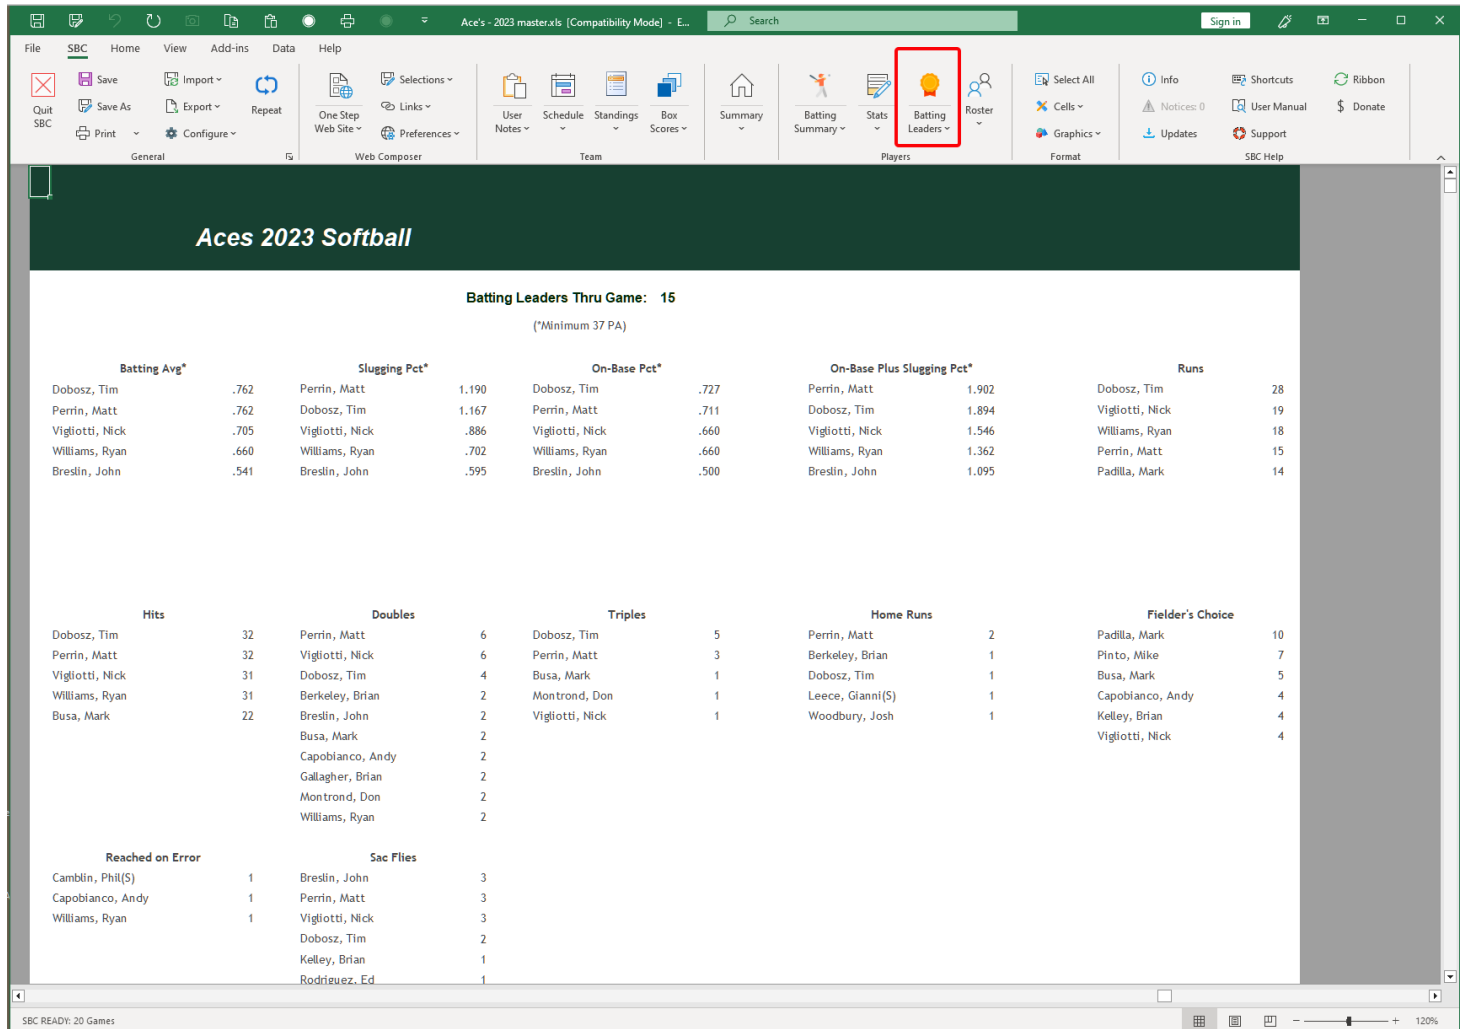 Ace's - 2023 master.xls [Compatibility Mode] - E... Search Sign in
File SBC Home View Add-ins Data Help
Quit SBC
Save
Save As
Print
Import
Export
Configure
Repeat
General
One Step Web Site
Selections
Links
Preferences
Web Composer
User Notes
Schedule
Standings
Box Scores
Team
Summary
Batting Summary
Stats
Batting Leaders
Roster
Players
Select All
Cells
Graphics
Format
Info
Notices: 0
Updates
Shortcuts
User Manual
Support
Ribbon
$ Donate
SBC Help
Aces 2023 Softball
Batting Leaders Thru Game: 15
(*Minimum 37 PA)
Batting Avg* Slugging Pct* On-Base Pct* On-Base Plus Slugging Pct* Runs
Dobosz, Tim .762 Perrin, Matt 1.190 Dobosz, Tim .727 Perrin, Matt 1.902 Dobosz, Tim 28
Perrin, Matt .762 Dobosz, Tim 1.167 Perrin, Matt .711 Dobosz, Tim 1.894 Vigliotti, Nick 19
Vigliotti, Nick .705 Vigliotti, Nick .886 Vigliotti, Nick .660 Vigliotti, Nick 1.546 Williams, Ryan 18
Williams, Ryan .660 Williams, Ryan .702 Williams, Ryan .660 Williams, Ryan 1.362 Perrin, Matt 15
Breslin, John .541 Breslin, John .595 Breslin, John .500 Breslin, John 1.095 Padilla, Mark 14
Hits Doubles Triples Home Runs Fielder's Choice
Dobosz, Tim 32 Perrin, Matt 6 Dobosz, Tim 5 Perrin, Matt 2 Padilla, Mark 10
Perrin, Matt 32 Vigliotti, Nick 6 Perrin, Matt 3 Berkeley, Brian 1 Pinto, Mike 7
Vigliotti, Nick 31 Dobosz, Tim 4 Busa, Mark 1 Dobosz, Tim 1 Busa, Mark 5
Williams, Ryan 31 Berkeley, Brian 2 Montrond, Don 1 Leece, Gianni(S) 1 Capobianco, Andy 4
Busa, Mark 22 Breslin, John 2 Vigliotti, Nick 1 Woodbury, Josh 1 Kelley, Brian 4
Busa, Mark 2 Vigliotti, Nick 4
Capobianco, Andy 2
Gallagher, Brian 2
Montrond, Don 2
Williams, Ryan 2
Reached on Error Sac Flies
Camblin, Phil(S) 1 Breslin, John 3
Capobianco, Andy 1 Perrin, Matt 3
Williams, Ryan 1 Vigliotti, Nick 3
Dobosz, Tim 2
Kelley, Brian 1
Rodriguez, Ed 1
SBC READY: 20 Games 120%